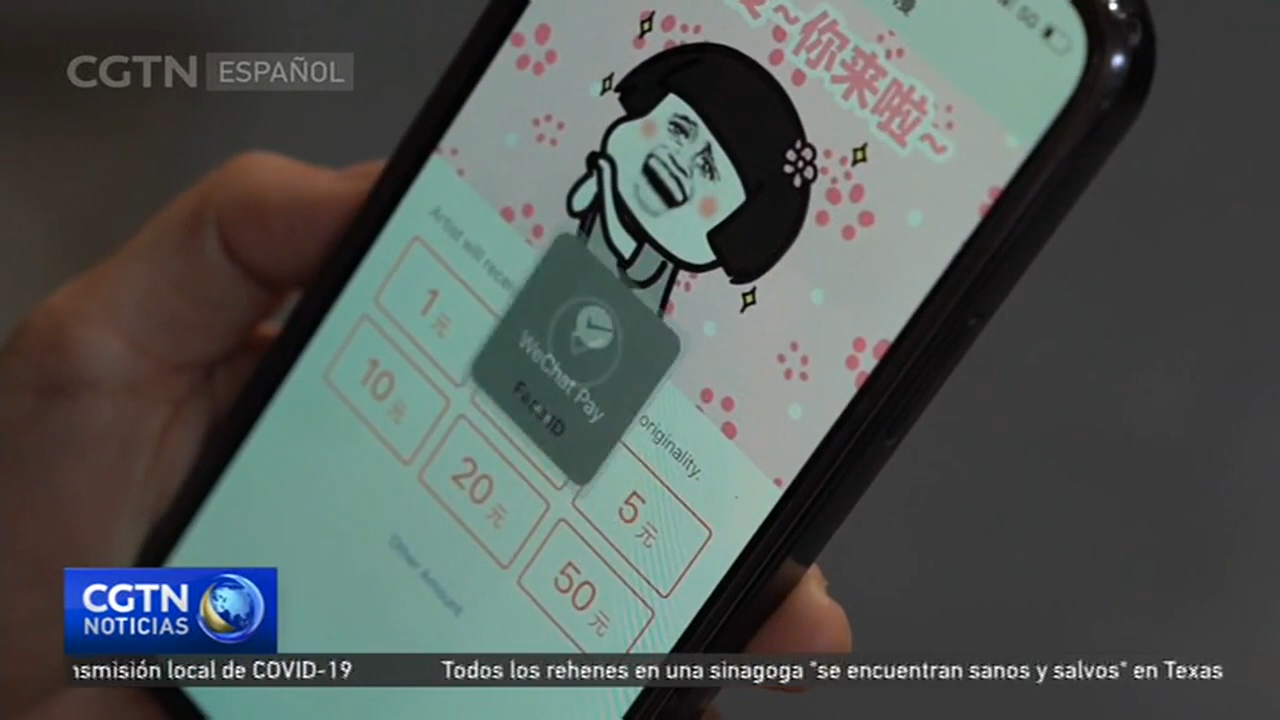 CGTN ESPAÑOL
5G
~你来啦~
Artist will rece
originality.
1元
5元
10元
20元
50元
Other Amount
WeChat Pay
Face ID
CGTN
NOTICIAS
nsmisión local de COVID-19 Todos los rehenes en una sinagoga "se encuentran sanos y salvos" en Texas